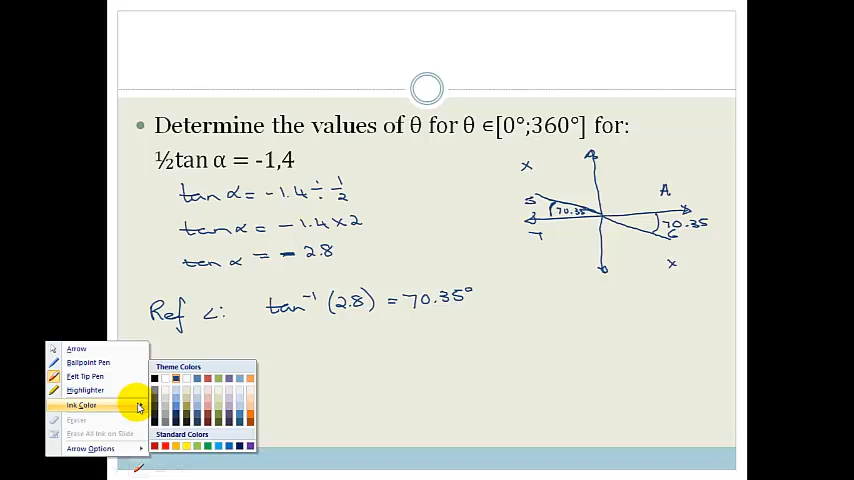 Determine the values of θ for θ ∈[0°;360°] for:
½tan α = -1,4
tan α = -1.4 ÷ 1/2
tan α = -1.4 x 2
tan α = -2.8
Ref ∠: tan⁻¹ (2.8) = 70.35°
x
A
S
70.35
70.35
T
C
x
Arrow
Ballpoint Pen
Felt Tip Pen
Highlighter
Ink Color
Eraser
Erase All Ink on Slide
Arrow Options
Theme Colors
Standard Colors